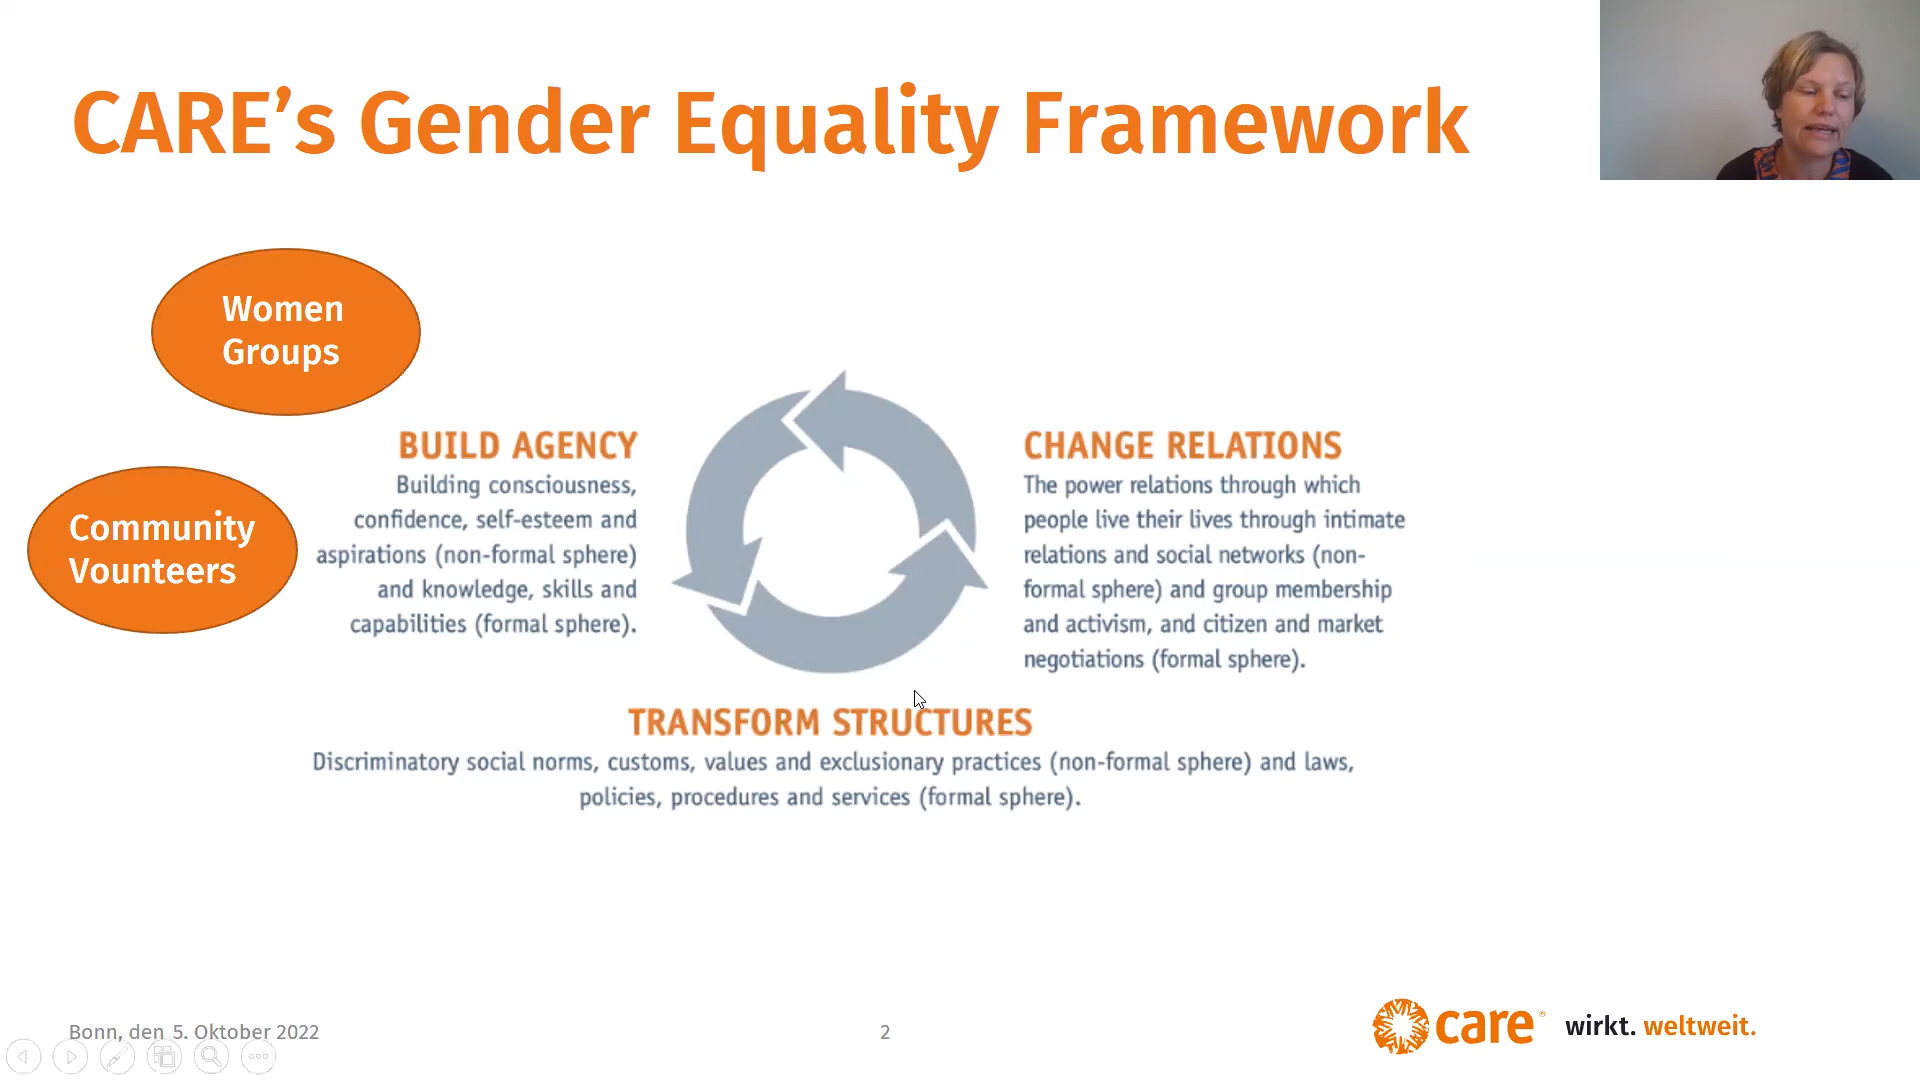 CARE’s Gender Equality Framework
Women
Groups
Community
Vounteers
BUILD AGENCY
Building consciousness,
confidence, self-esteem and
aspirations (non-formal sphere)
and knowledge, skills and
capabilities (formal sphere).
CHANGE RELATIONS
The power relations through which
people live their lives through intimate
relations and social networks (non-
formal sphere) and group membership
and activism, and citizen and market
negotiations (formal sphere).
TRANSFORM STRUCTURES
Discriminatory social norms, customs, values and exclusionary practices (non-formal sphere) and laws,
policies, procedures and services (formal sphere).
Bonn, den 5. Oktober 2022
2
care® wirkt. weltweit.